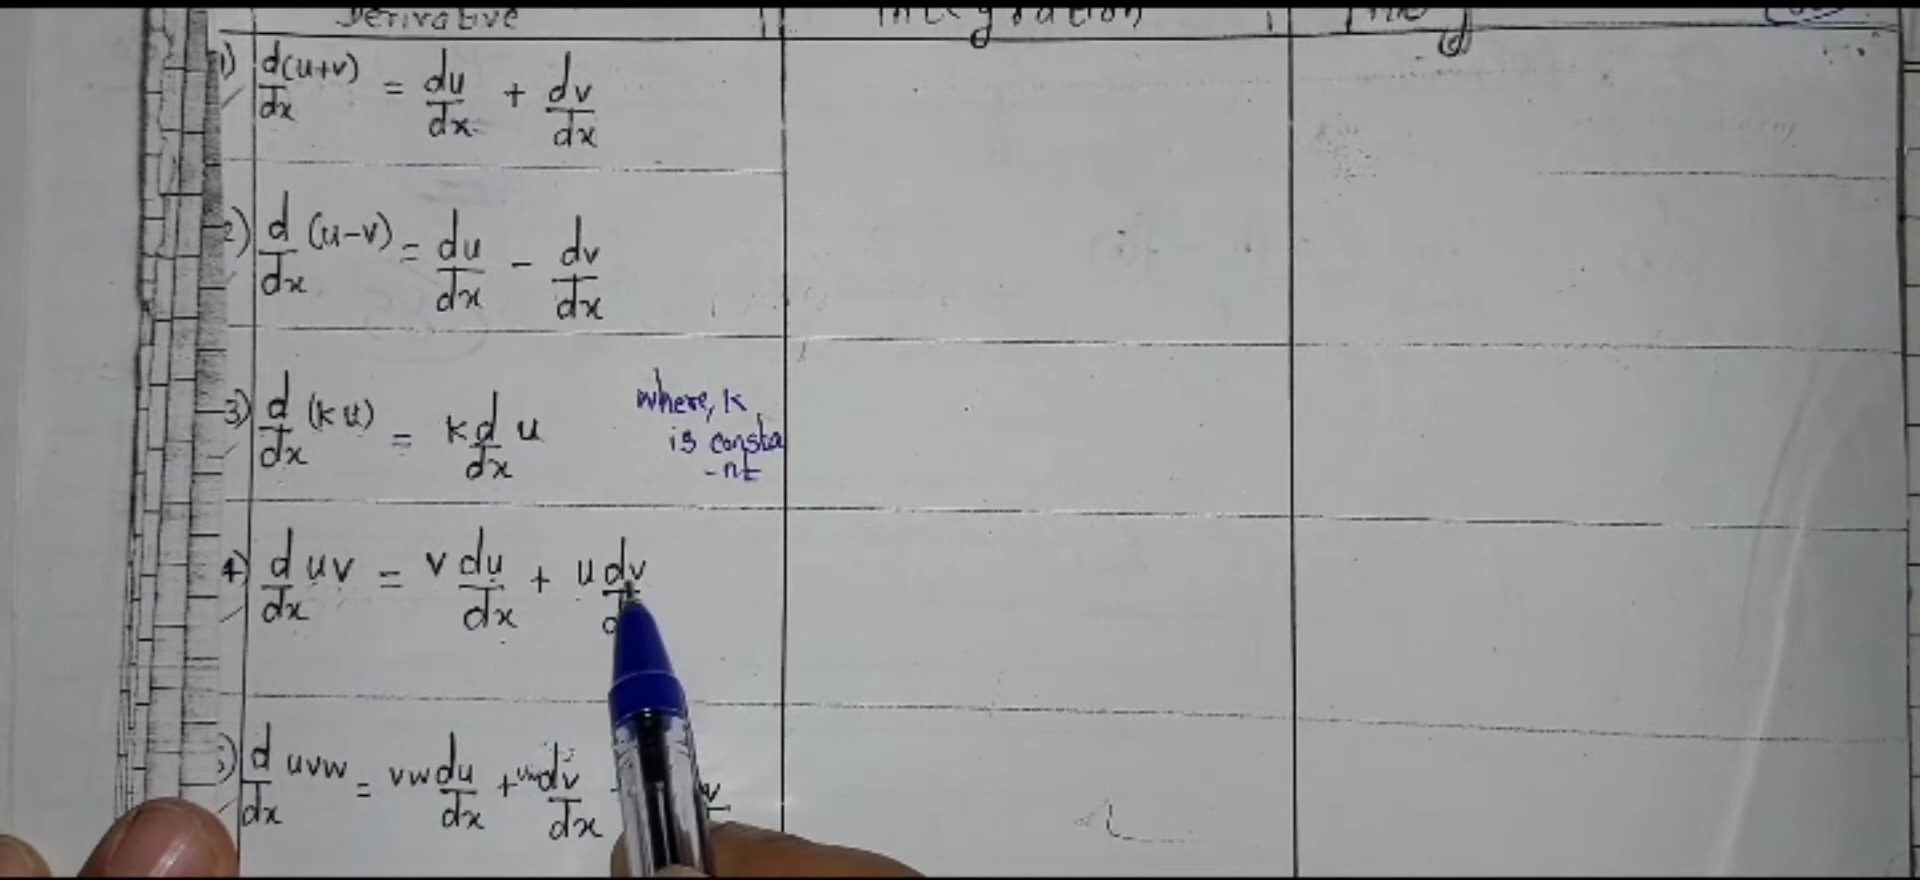 Derivative Integration
1) d(u+v)/dx = du/dx + dv/dx
2) d/dx (u-v) = du/dx - dv/dx
3) d/dx (ku) = k d/dx u where, k
is consta
-nt
4) d/dx uv = v du/dx + u dv
5) d/dx uvw = vw du/dx + uw dv/dx